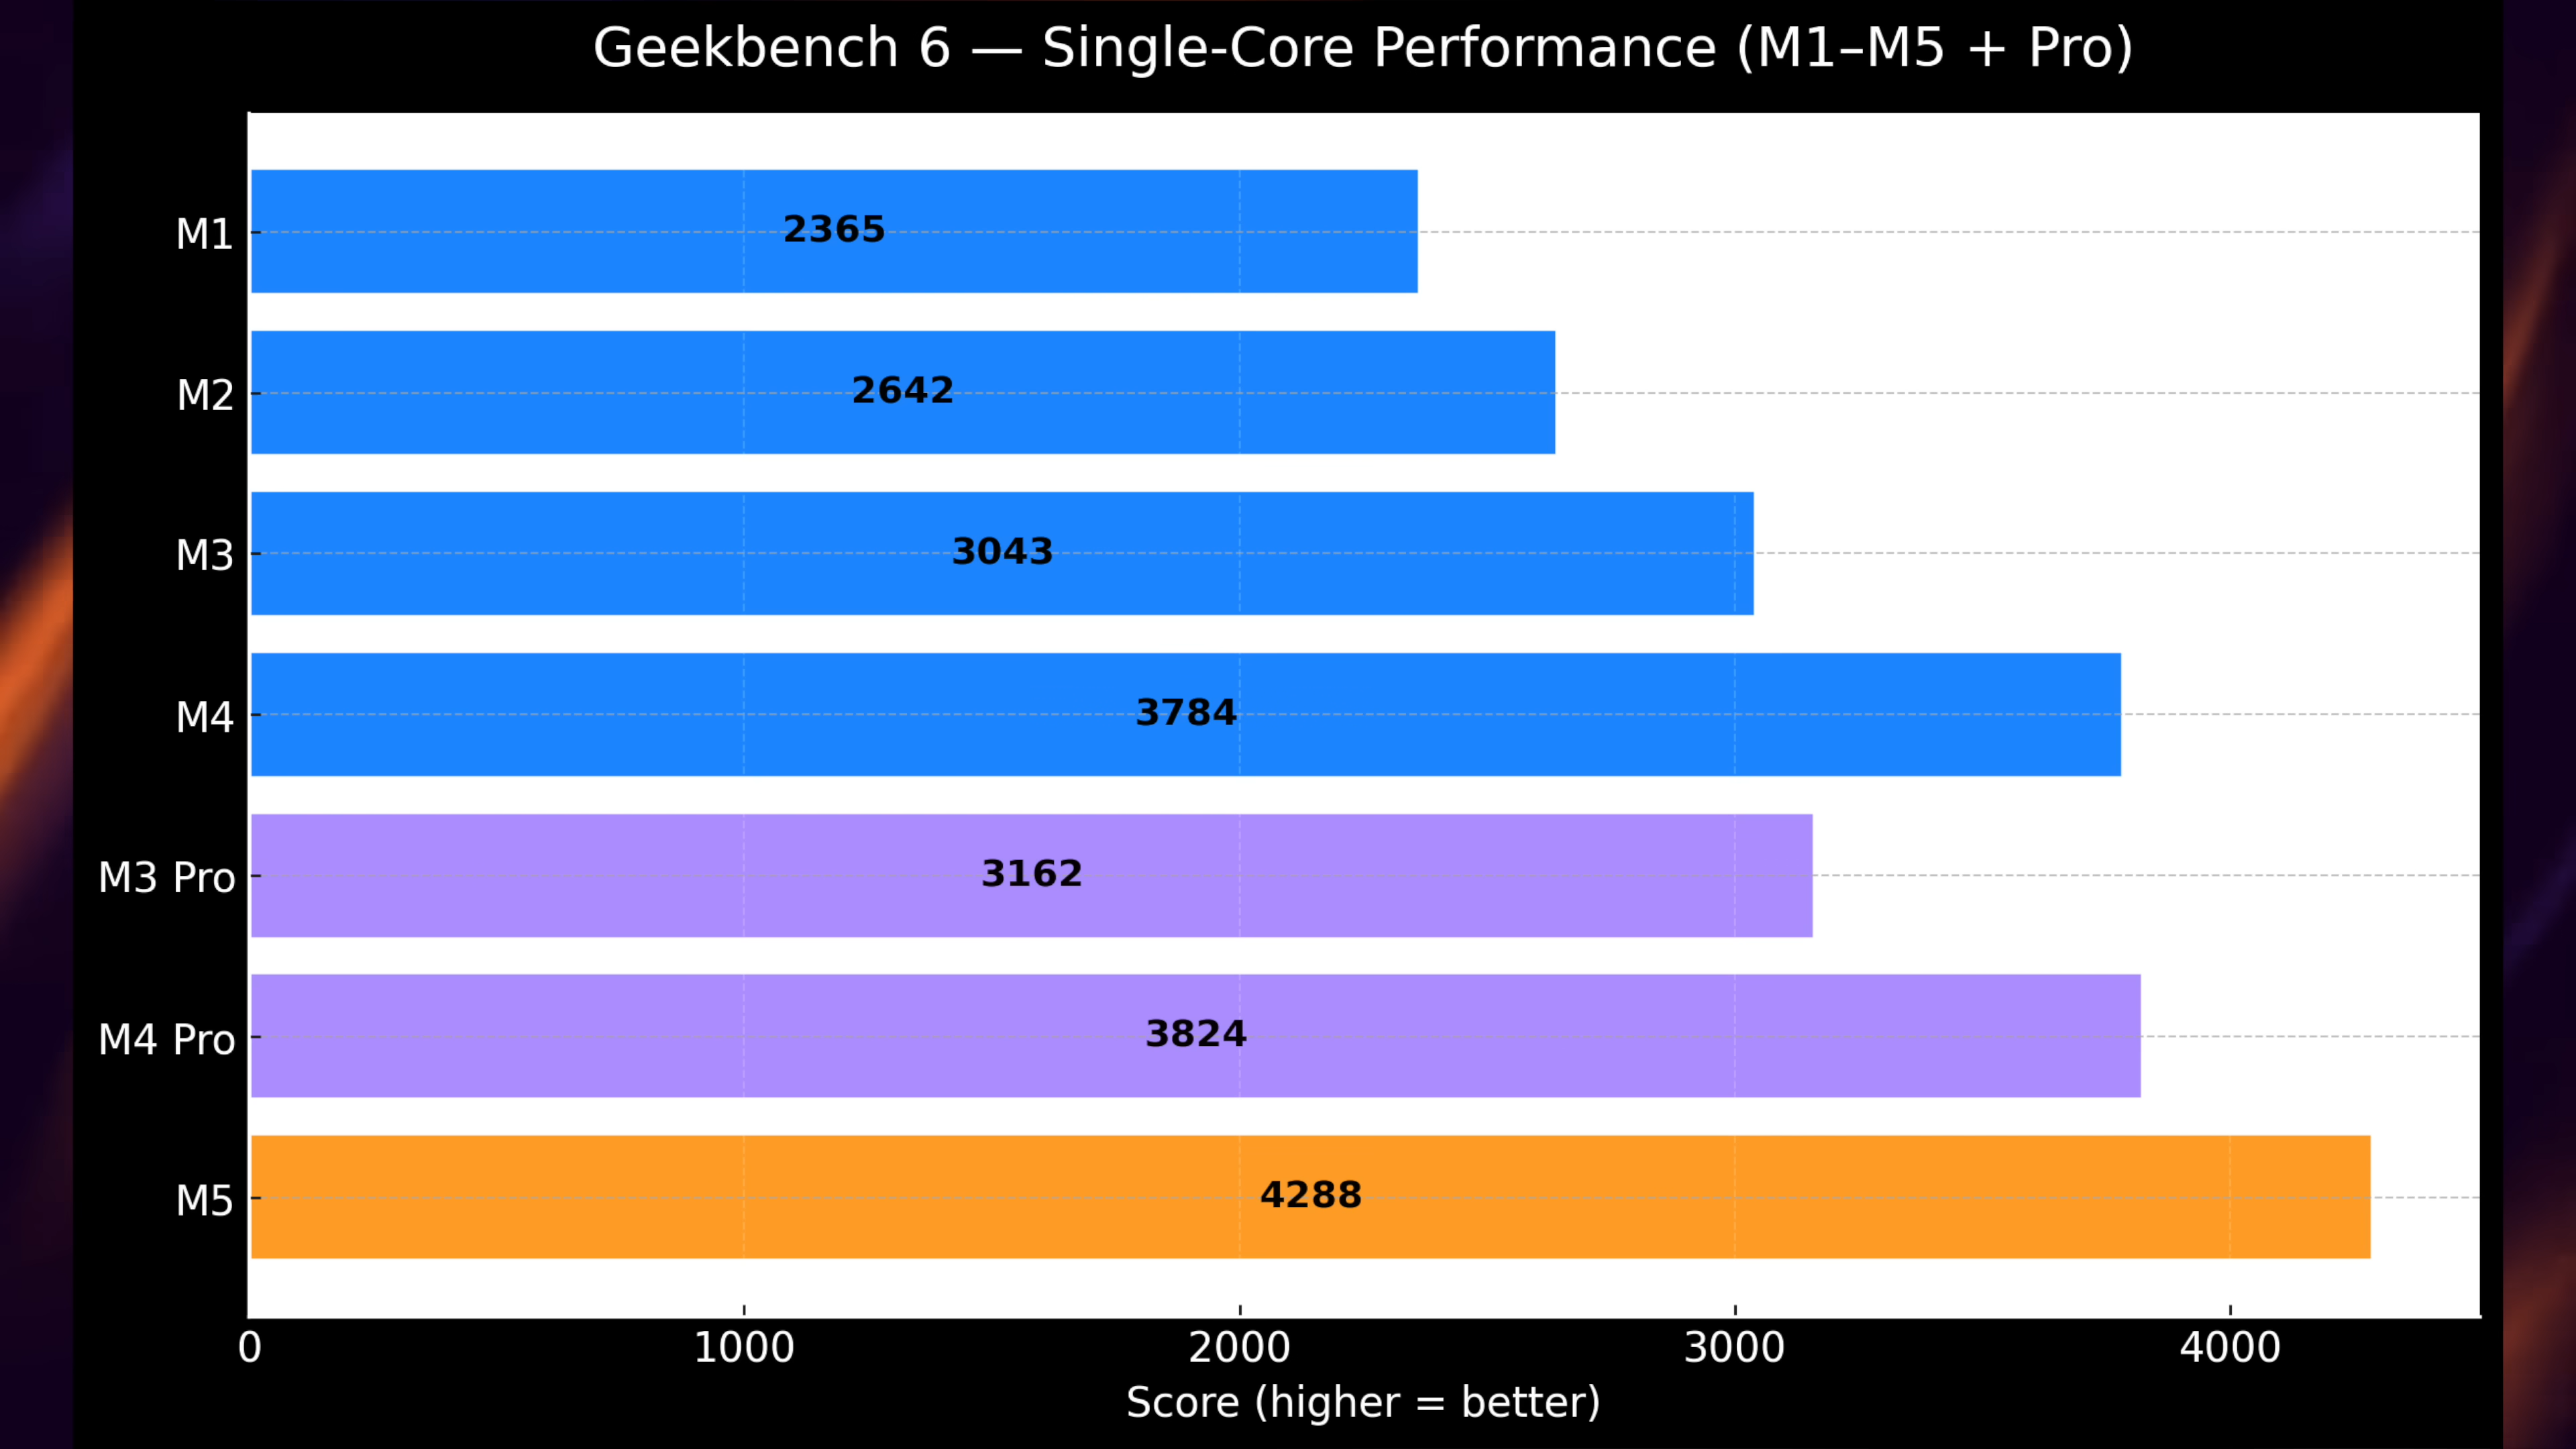 Geekbench 6 — Single-Core Performance (M1–M5 + Pro)
M1
2365
M2
2642
M3
3043
M4
3784
M3 Pro
3162
M4 Pro
3824
M5
4288
0 1000 2000 3000 4000
Score (higher = better)